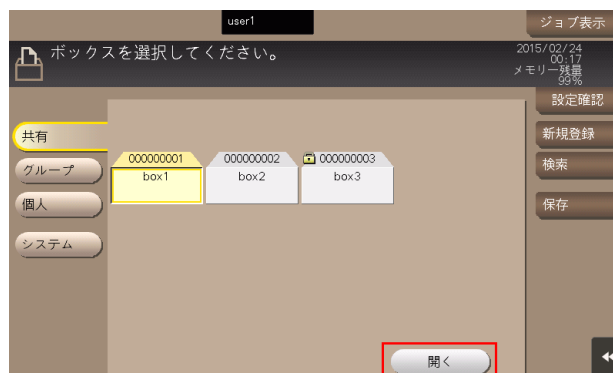 user1
ジョブ表示
ボックスを選択してください。
2015/02/24
00:17
メモリー残量
99%
設定確認
共有
新規登録
000000001
000000002
000000003
グループ
検索
box1
box2
box3
個人
保存
システム
開く